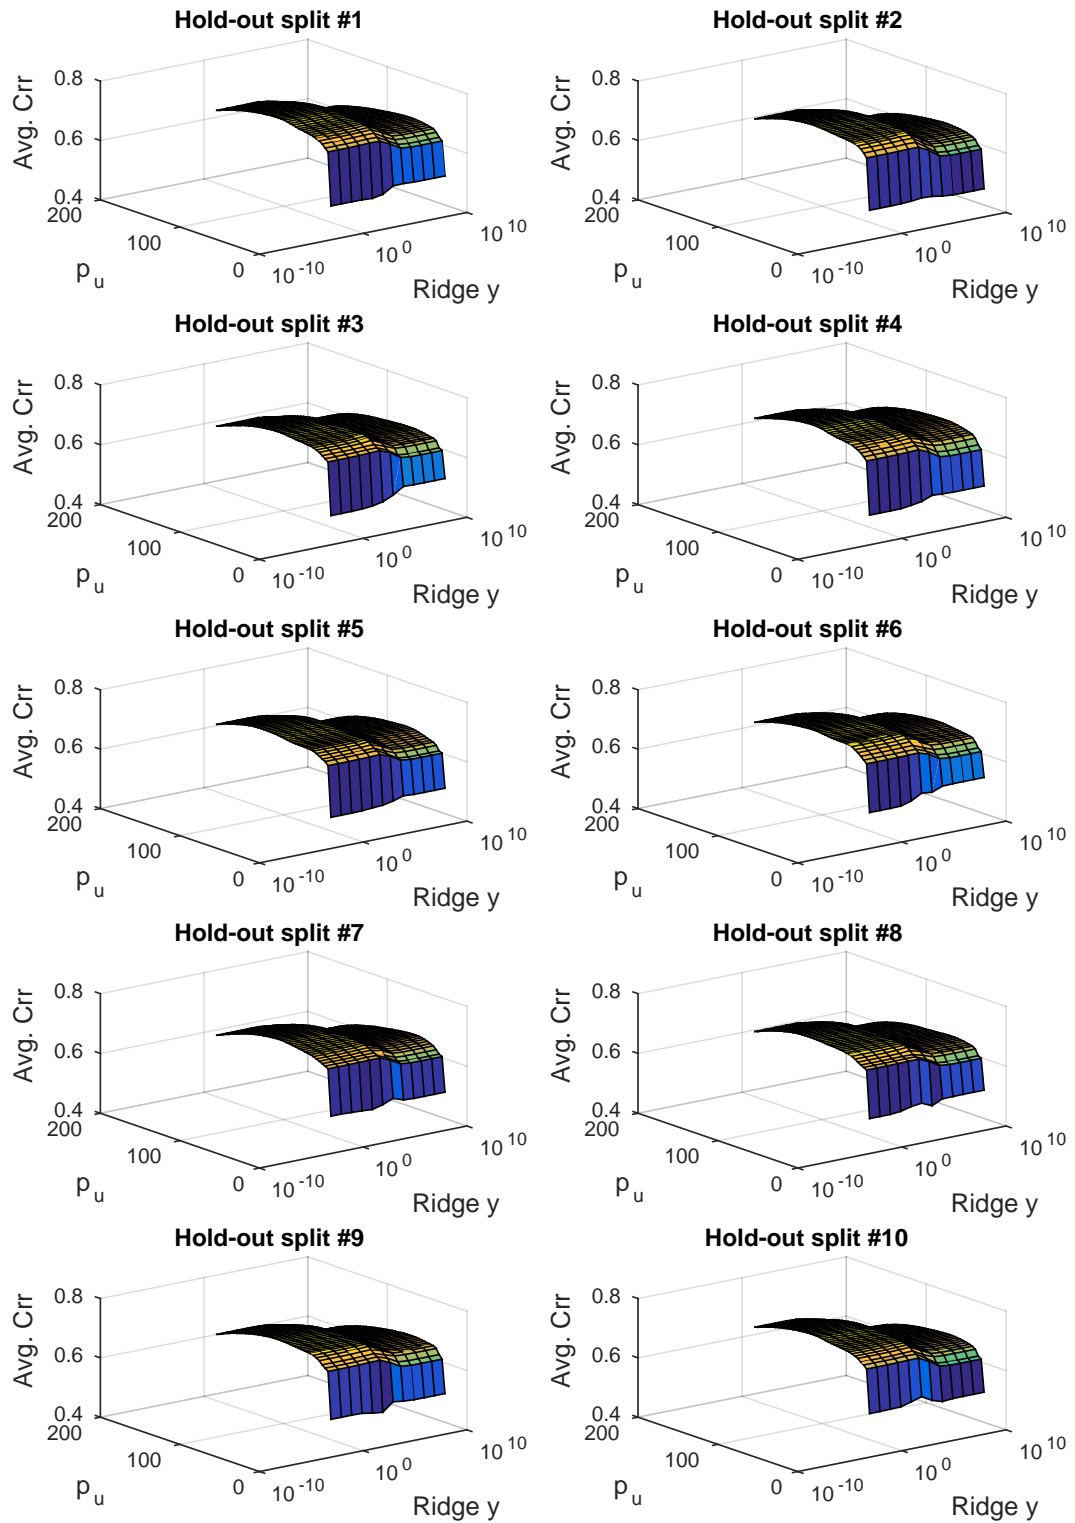 Hold-out split #1
0.8
0.6
0.4
Avg. Crr
200
100
0
p u
10 -10
10 0
10 10
Ridge y
Hold-out split #2
0.8
0.6
0.4
Avg. Crr
200
100
0
p u
10 -10
10 0
10 10
Ridge y
Hold-out split #3
0.8
0.6
0.4
Avg. Crr
200
100
0
p u
10 -10
10 0
10 10
Ridge y
Hold-out split #4
0.8
0.6
0.4
Avg. Crr
200
100
0
p u
10 -10
10 0
10 10
Ridge y
Hold-out split #5
0.8
0.6
0.4
Avg. Crr
200
100
0
p u
10 -10
10 0
10 10
Ridge y
Hold-out split #6
0.8
0.6
0.4
Avg. Crr
200
100
0
p u
10 -10
10 0
10 10
Ridge y
Hold-out split #7
0.8
0.6
0.4
Avg. Crr
200
100
0
p u
10 -10
10 0
10 10
Ridge y
Hold-out split #8
0.8
0.6
0.4
Avg. Crr
200
100
0
p u
10 -10
10 0
10 10
Ridge y
Hold-out split #9
0.8
0.6
0.4
Avg. Crr
200
100
0
p u
10 -10
10 0
10 10
Ridge y
Hold-out split #10
0.8
0.6
0.4
Avg. Crr
200
100
0
p u
10 -10
10 0
10 10
Ridge y